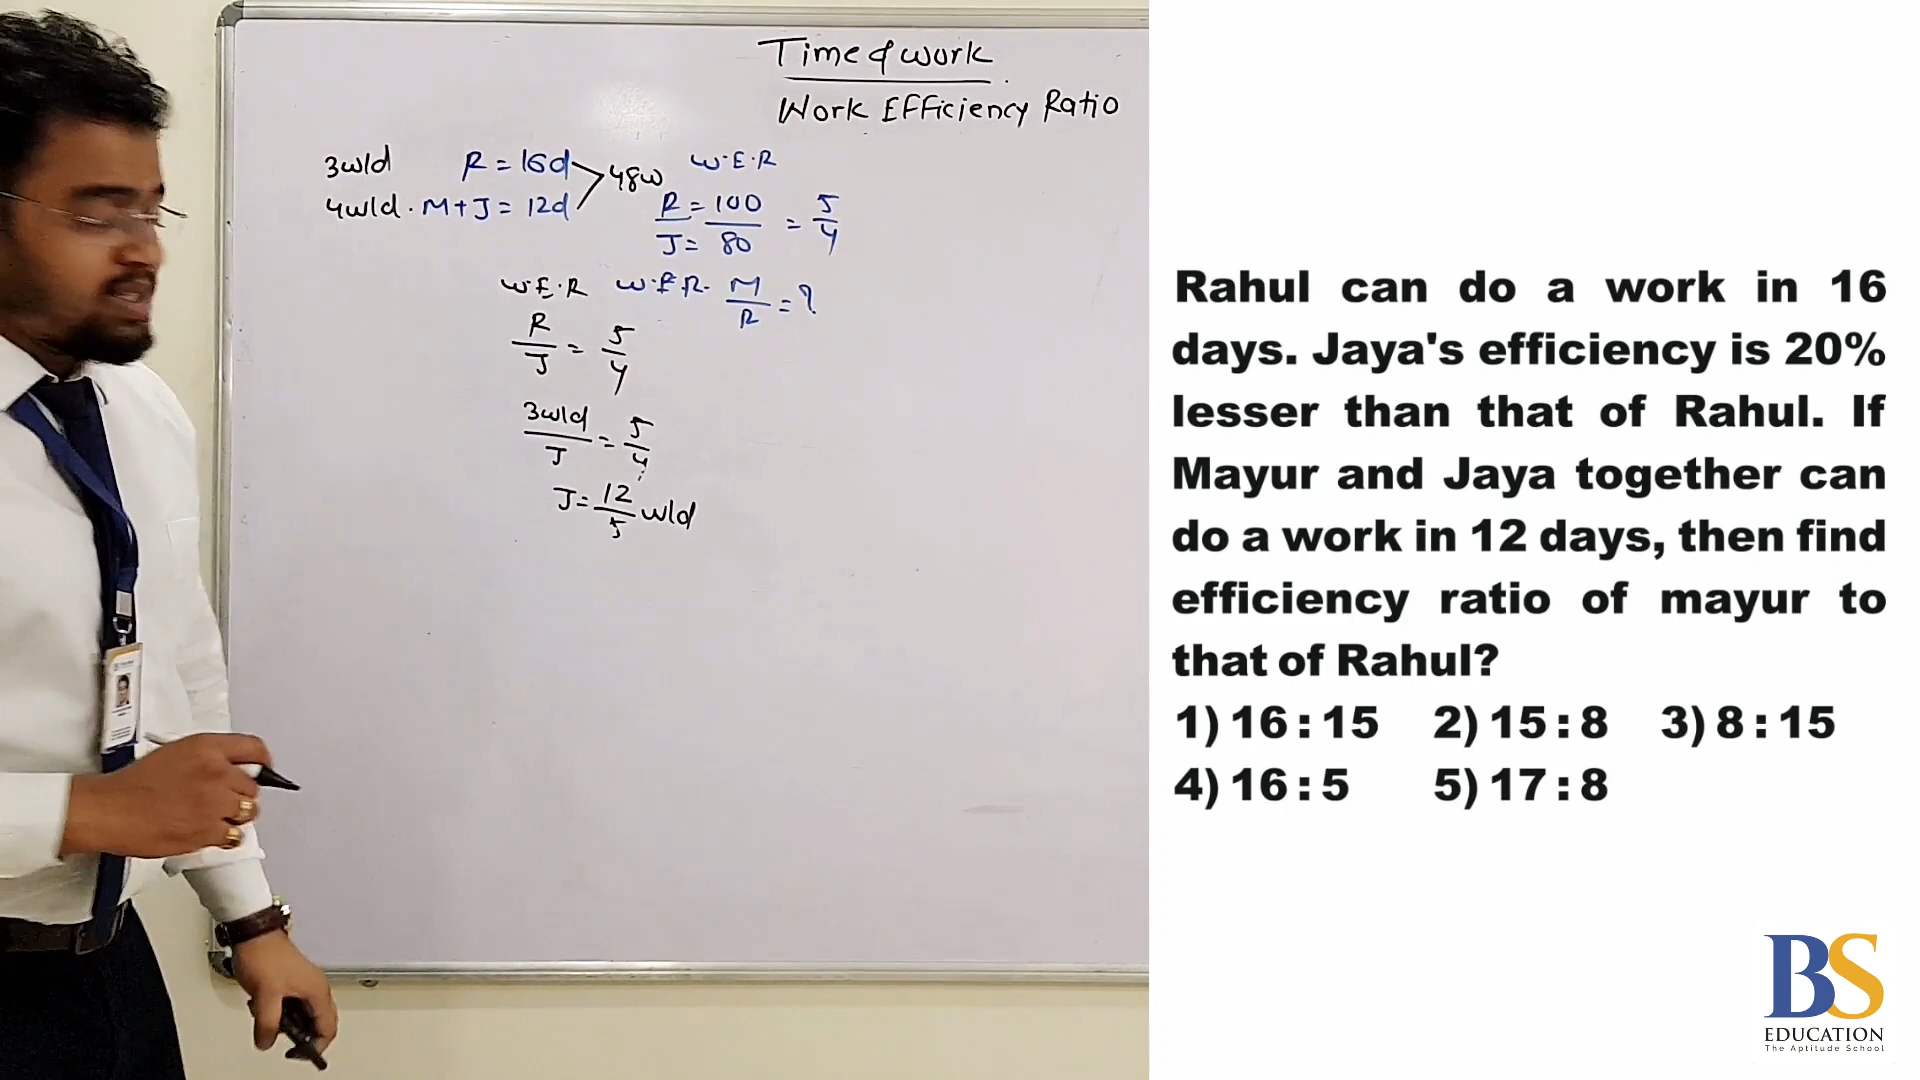 Time & work
Work Efficiency Ratio
3w/d R = 16d 48w W.E.R
4w/d. M+J = 12d R = 100 = 5
J = 80 4
W.E.R W.E.R. M = ?
R
R = 5
J 4
3w/d = 5
J 4
J = 12 w/d
5
Rahul can do a work in 16
days. Jaya's efficiency is 20%
lesser than that of Rahul. If
Mayur and Jaya together can
do a work in 12 days, then find
efficiency ratio of mayur to
that of Rahul?
1) 16 : 15 2) 15 : 8 3) 8 : 15
4) 16 : 5 5) 17 : 8
BS
EDUCATION
The Aptitude School